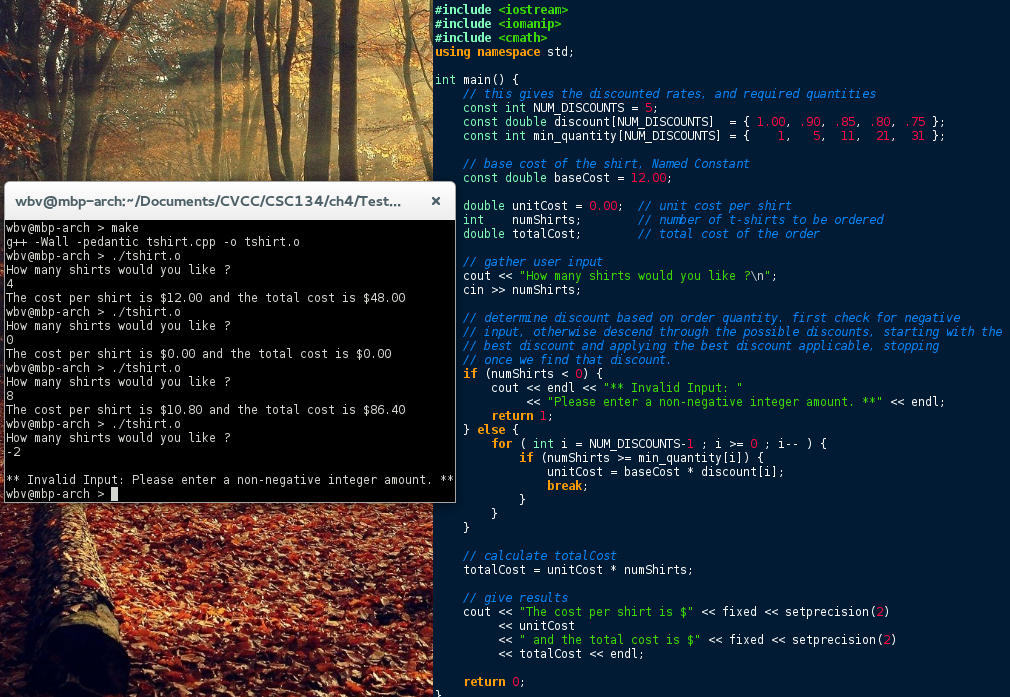 wbv@mbp-arch:~/Documents/CVCC/CSC134/ch4/Test... ×
wbv@mbp-arch > make
g++ -Wall -pedantic tshirt.cpp -o tshirt.o
wbv@mbp-arch > ./tshirt.o
How many shirts would you like ?
4
The cost per shirt is $12.00 and the total cost is $48.00
wbv@mbp-arch > ./tshirt.o
How many shirts would you like ?
0
The cost per shirt is $0.00 and the total cost is $0.00
wbv@mbp-arch > ./tshirt.o
How many shirts would you like ?
8
The cost per shirt is $10.80 and the total cost is $86.40
wbv@mbp-arch > ./tshirt.o
How many shirts would you like ?
-2
** Invalid Input: Please enter a non-negative integer amount. **
wbv@mbp-arch >
#include <iostream>
#include <iomanip>
#include <cmath>
using namespace std;
int main() {
// this gives the discounted rates, and required quantities
const int NUM_DISCOUNTS = 5;
const double discount[NUM_DISCOUNTS]  = { 1.00, .90, .85, .80, .75 };
const int min_quantity[NUM_DISCOUNTS] = {    1,   5,  11,  21,  31 };
// base cost of the shirt, Named Constant
const double baseCost = 12.00;
double unitCost = 0.00;  // unit cost per shirt
int    numShirts;        // number of t-shirts to be ordered
double totalCost;        // total cost of the order
// gather user input
cout << "How many shirts would you like ?\n";
cin >> numShirts;
// determine discount based on order quantity. first check for negative
// input, otherwise descend through the possible discounts, starting with the
// best discount and applying the best discount applicable, stopping
// once we find that discount.
if (numShirts < 0) {
cout << endl << "** Invalid Input: "
<< "Please enter a non-negative integer amount. **" << endl;
return 1;
} else {
for ( int i = NUM_DISCOUNTS-1 ; i >= 0 ; i-- ) {
if (numShirts >= min_quantity[i]) {
unitCost = baseCost * discount[i];
break;
}
}
}
// calculate totalCost
totalCost = unitCost * numShirts;
// give results
cout << "The cost per shirt is $" << fixed << setprecision(2)
<< unitCost
<< " and the total cost is $" << fixed << setprecision(2)
<< totalCost << endl;
return 0;
}